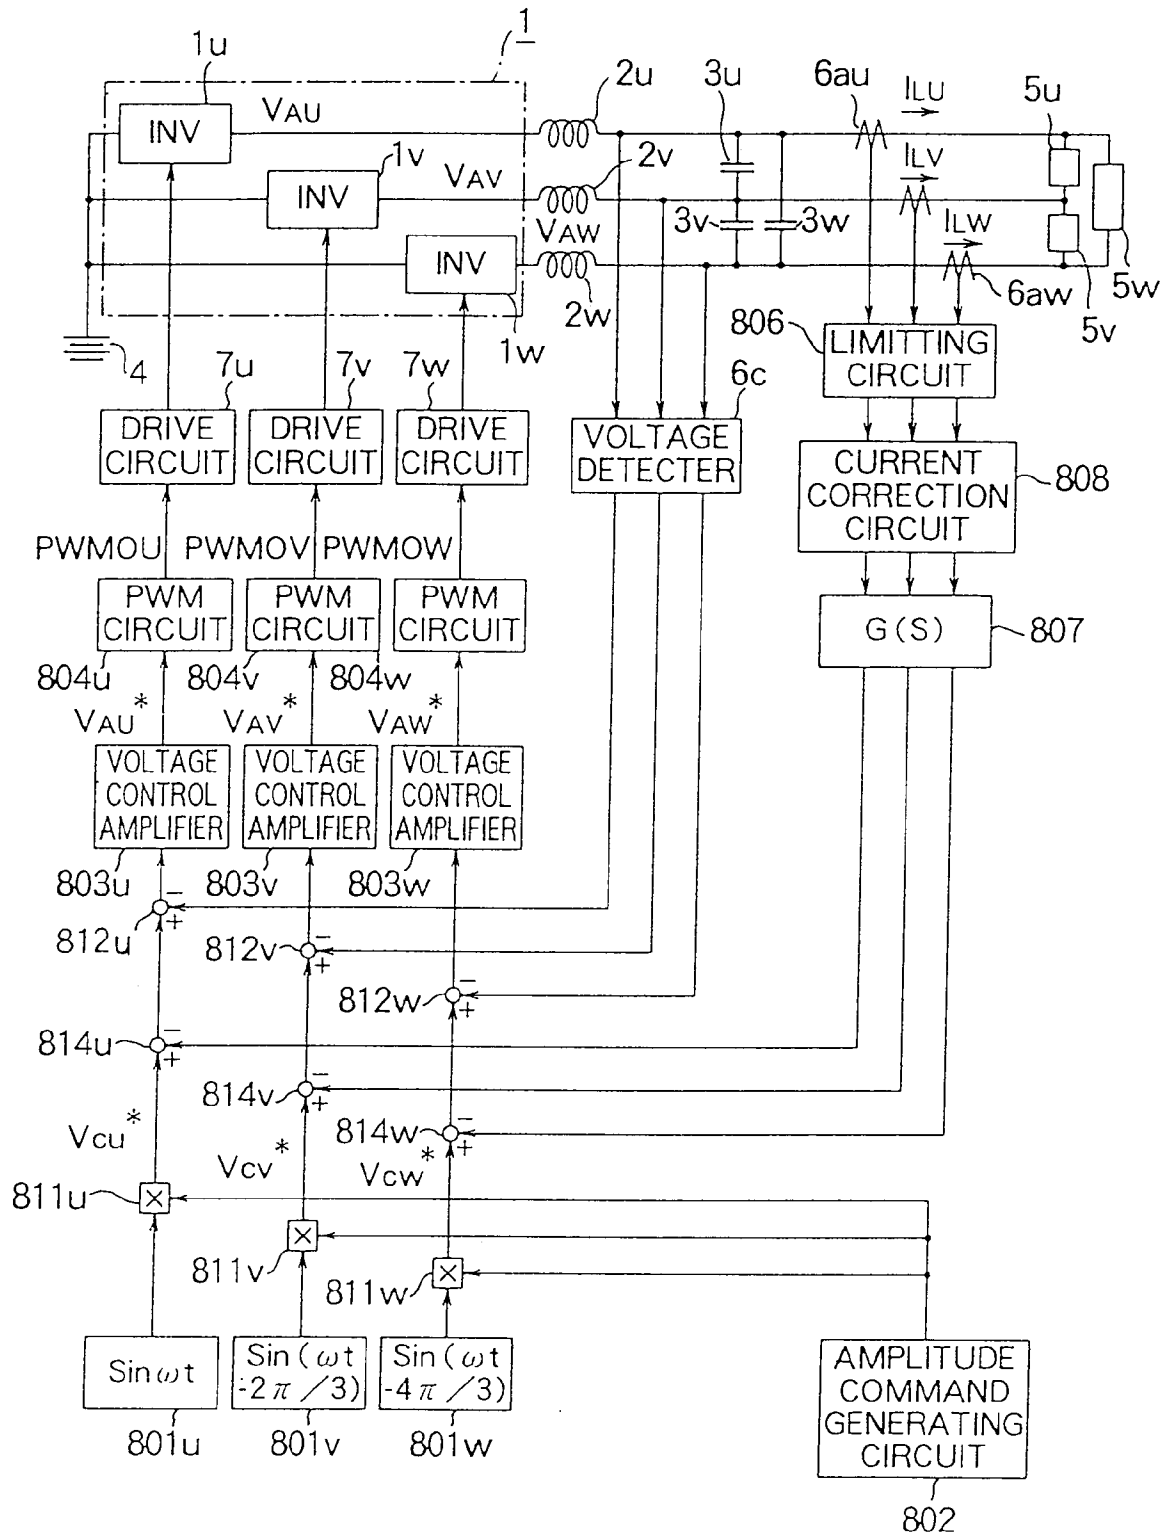 1
1u
2u
3u
6au
ILU
5u
VAU
INV
1v
2v
ILV
VAV
INV
3v
3w
VAW
ILW
INV
6aw
5w
2w
5v
1w
806
4
7u
7v
7w
6c
LIMITTING
CIRCUIT
DRIVE
CIRCUIT
DRIVE
CIRCUIT
DRIVE
CIRCUIT
VOLTAGE
DETECTER
CURRENT
CORRECTION
CIRCUIT
808
PWMOU
PWMOV
PWMOW
PWM
CIRCUIT
PWM
CIRCUIT
PWM
CIRCUIT
G(S)
807
804u
804v
804w
VAU*
VAV*
VAW*
VOLTAGE
CONTROL
AMPLIFIER
VOLTAGE
CONTROL
AMPLIFIER
VOLTAGE
CONTROL
AMPLIFIER
803u
803v
803w
−
+
812u
812v
−
+
812w
−
+
814u
−
+
814v
−
+
814w
−
+
Vcu*
Vcv*
Vcw*
811u
×
811v
×
811w
×
Sinωt
Sin(ωt
-2π/3)
Sin(ωt
-4π/3)
AMPLITUDE
COMMAND
GENERATING
CIRCUIT
801u
801v
801w
802